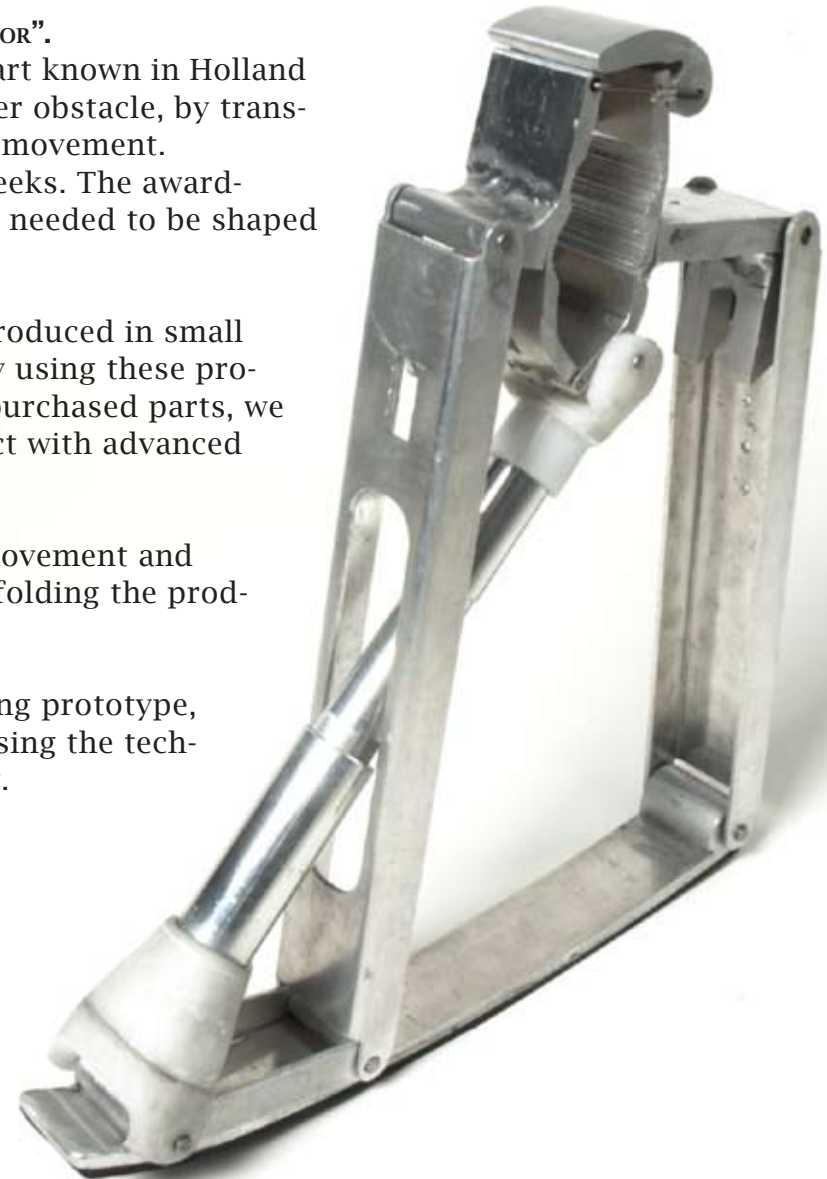 OR”.
art known in Holland
er obstacle, by trans-
movement.
eeks. The award-
needed to be shaped
roduced in small
y using these pro-
purchased parts, we
ct with advanced
ovement and
folding the prod-
ng prototype,
sing the tech-
.